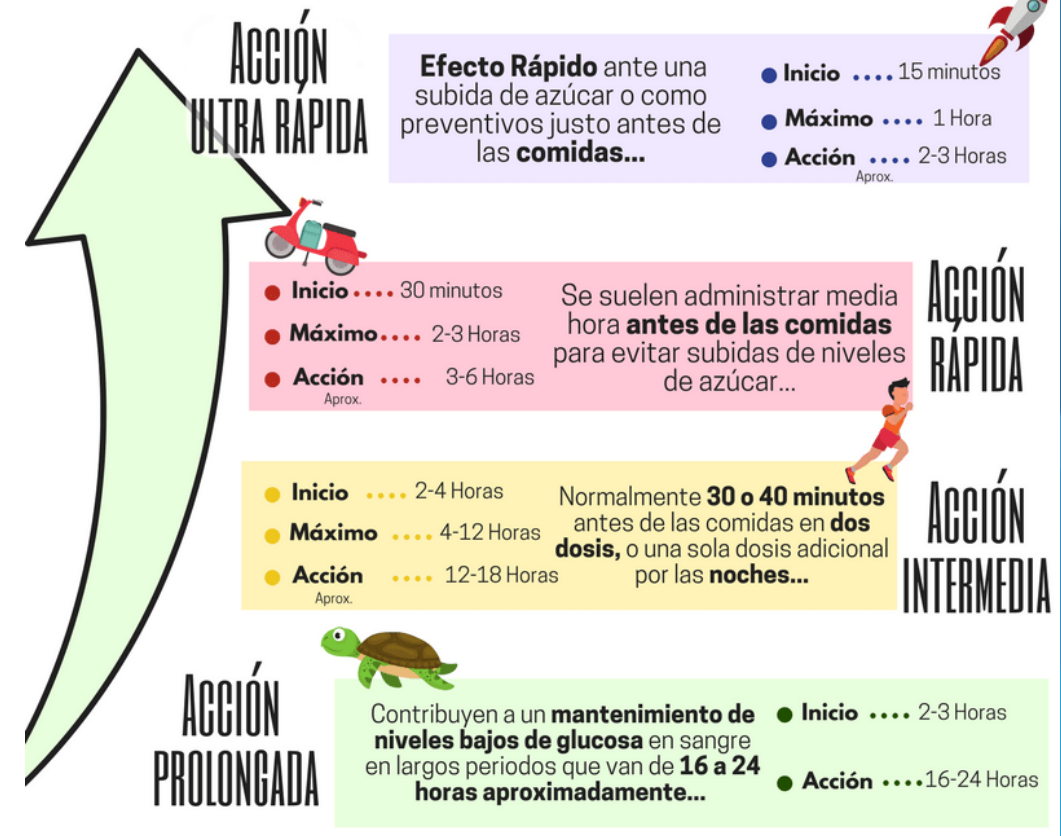 ACCIÓN
ULTRA RÁPIDA
Efecto Rápido ante una
subida de azúcar o como
preventivos justo antes de
las comidas...
Inicio .... 15 minutos
Máximo .... 1 Hora
Acción .... 2-3 Horas
Aprox.
Inicio .... 30 minutos
Máximo.... 2-3 Horas
Acción .... 3-6 Horas
Aprox.
Se suelen administrar media
hora antes de las comidas
para evitar subidas de niveles
de azúcar...
ACCIÓN
RÁPIDA
Inicio .... 2-4 Horas
Máximo .... 4-12 Horas
Acción .... 12-18 Horas
Aprox.
Normalmente 30 o 40 minutos
antes de las comidas en dos
dosis, o una sola dosis adicional
por las noches...
ACCIÓN
INTERMEDIA
ACCIÓN
PROLONGADA
Contribuyen a un mantenimiento de
niveles bajos de glucosa en sangre
en largos periodos que van de 16 a 24
horas aproximadamente...
Inicio .... 2-3 Horas
Acción ....16-24 Horas